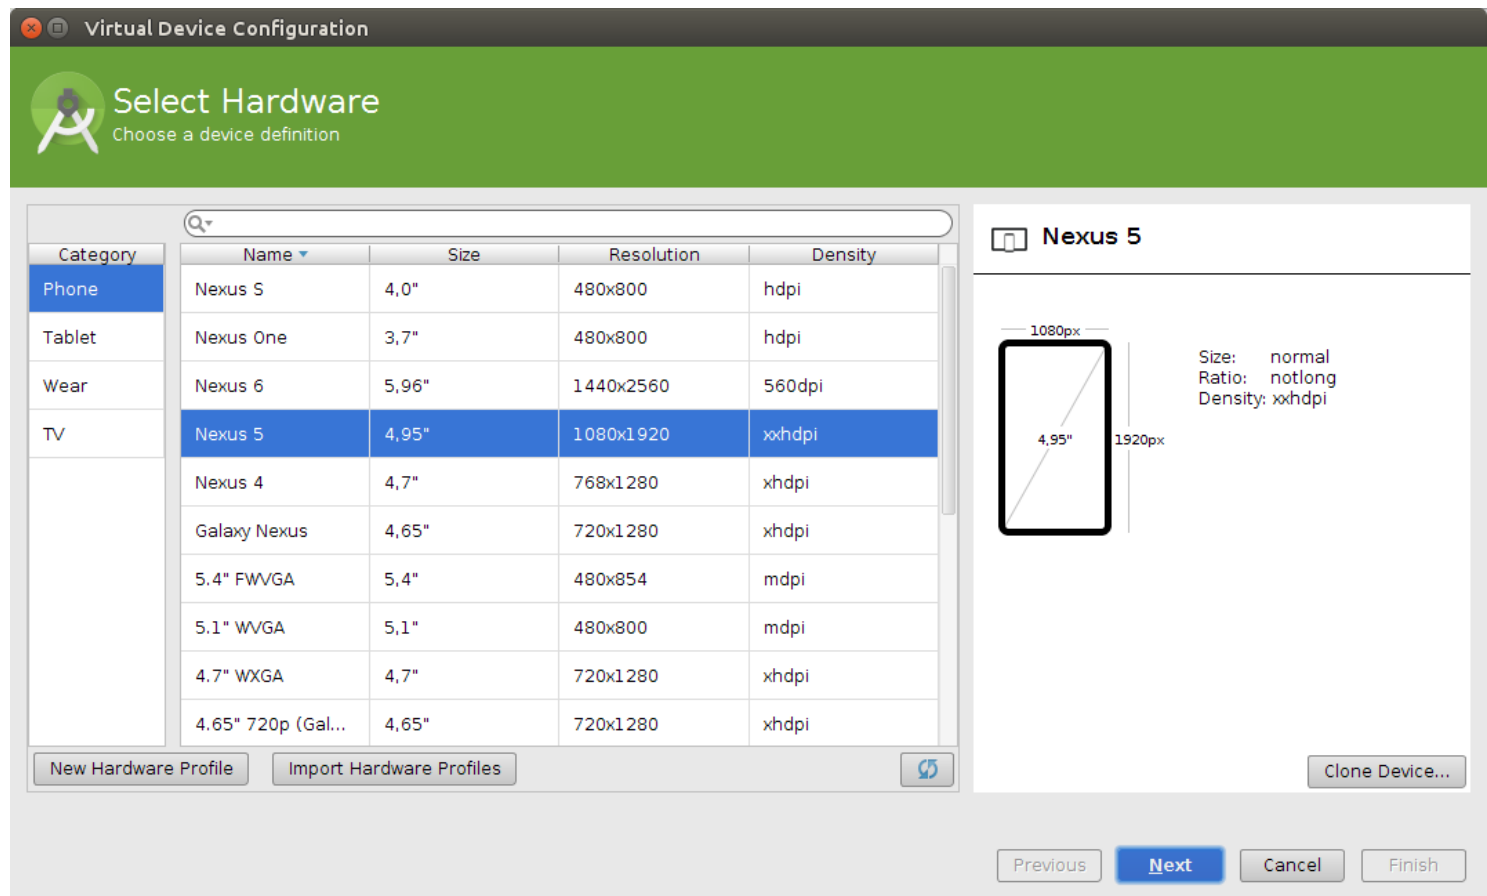 Virtual Device Configuration
Select Hardware
Choose a device definition
Category
Phone
Tablet
Wear
TV
Name Size Resolution Density
Nexus S 4,0" 480x800 hdpi
Nexus One 3,7" 480x800 hdpi
Nexus 6 5,96" 1440x2560 560dpi
Nexus 5 4,95" 1080x1920 xxhdpi
Nexus 4 4,7" 768x1280 xhdpi
Galaxy Nexus 4,65" 720x1280 xhdpi
5.4" FWVGA 5,4" 480x854 mdpi
5.1" WVGA 5,1" 480x800 mdpi
4.7" WXGA 4,7" 720x1280 xhdpi
4.65" 720p (Gal... 4,65" 720x1280 xhdpi
New Hardware Profile Import Hardware Profiles
Nexus 5
1080px
4,95" 1920px
Size: normal
Ratio: notlong
Density: xxhdpi
Clone Device...
Previous Next Cancel Finish